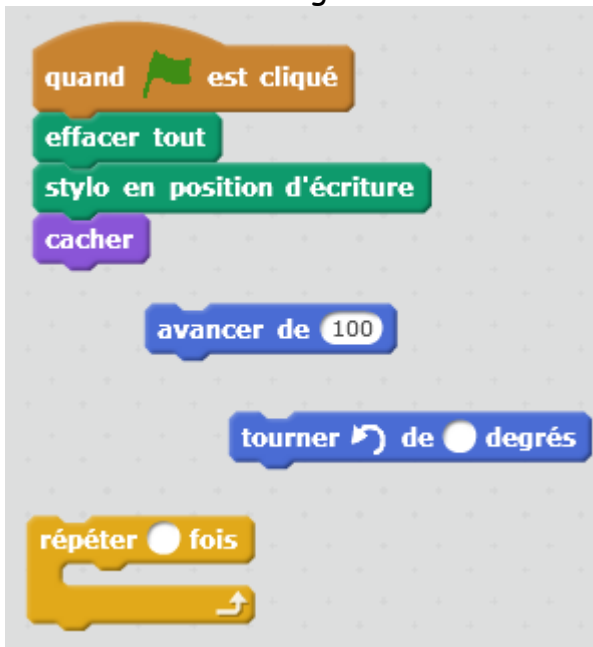 quand est cliqué
effacer tout
stylo en position d'écriture
cacher
avancer de 100
tourner de degrés
répéter fois